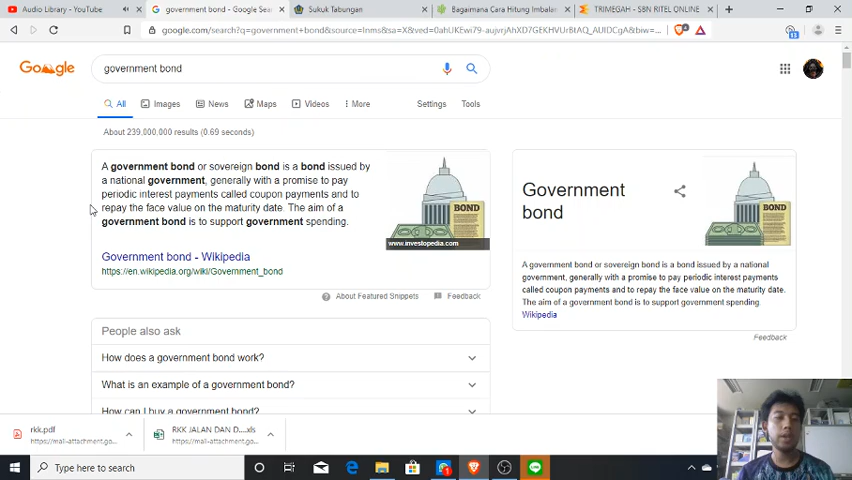 Audio Library - YouTube
government bond - Google Sea
Sukuk Tabungan
Bagaimana Cara Hitung Imbalan
TRIMEGAH - SBN RITEL ONLINE
google.com/search?q=government+bond&source=lnms&sa=X&ved=
Google
government bond
All
Images
News
Maps
Videos
More
Settings
Tools
About 239,000,000 results (0.69 seconds)
A government bond or sovereign bond is a bond issued by
a national government, generally with a promise to pay
periodic interest payments called coupon payments and to
repay the face value on the maturity date. The aim of a
government bond is to support government spending.
BOND
www.investopedia.com
Government bond - Wikipedia
https://en.wikipedia.org/wiki/Government_bond
About Featured Snippets
Feedback
People also ask
How does a government bond work?
What is an example of a government bond?
How can I buy a government bond?
Government
bond
BOND
A government bond or sovereign bond is a bond issued by a national
government, generally with a promise to pay periodic interest payments
called coupon payments and to repay the face value on the maturity date.
The aim of a government bond is to support government spending.
Wikipedia
Feedback
rkk.pdf
https://mail-attachment.go...
RKK JALAN DAN D....xls
https://mail-attachment.go...
Type here to search